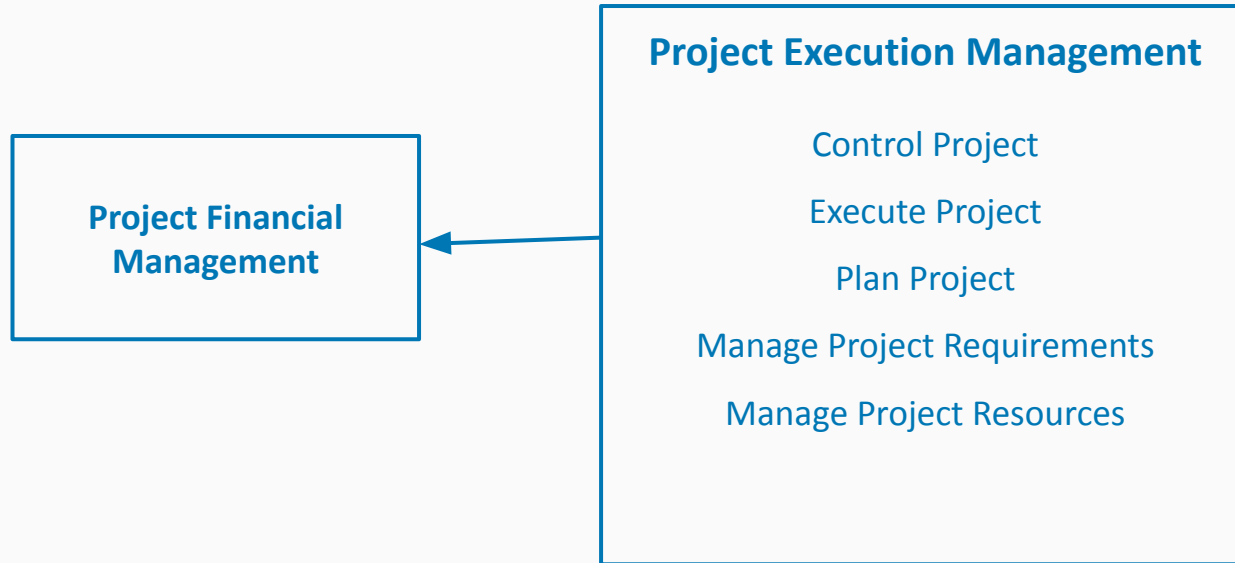 Project Execution Management
Control Project
Execute Project
Plan Project
Manage Project Requirements
Manage Project Resources
Project Financial
Management